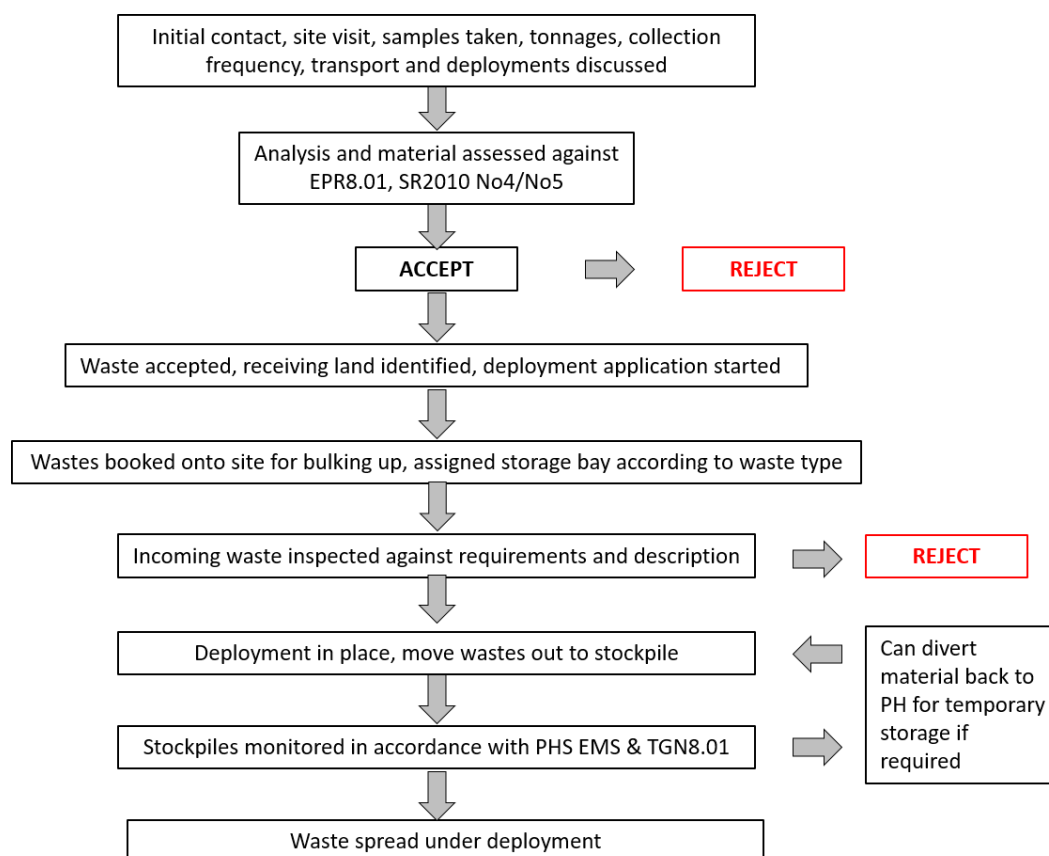 Initial contact, site visit, samples taken, tonnages, collection
frequency, transport and deployments discussed
Analysis and material assessed against
EPR8.01, SR2010 No4/No5
ACCEPT
REJECT
Waste accepted, receiving land identified, deployment application started
Wastes booked onto site for bulking up, assigned storage bay according to waste type
Incoming waste inspected against requirements and description
REJECT
Deployment in place, move wastes out to stockpile
Can divert
material back to
PH for temporary
storage if
required
Stockpiles monitored in accordance with PHS EMS & TGN8.01
Waste spread under deployment